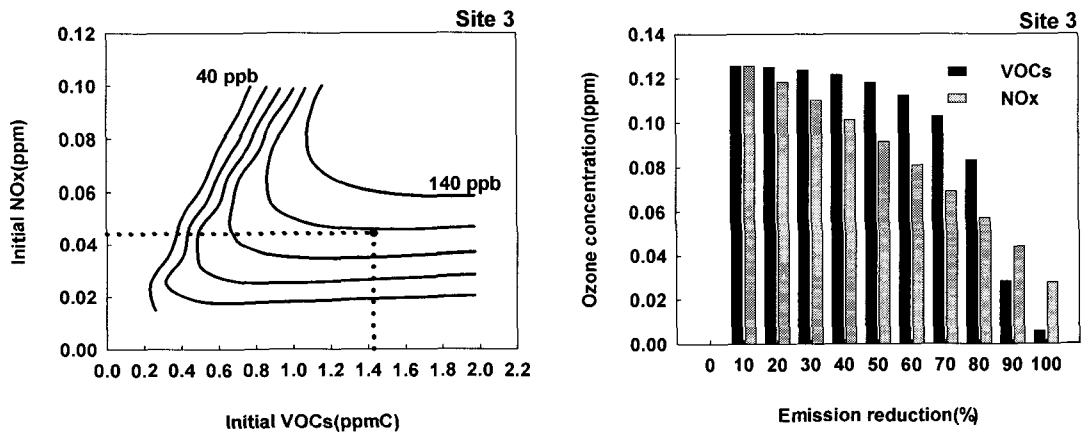 Site 3
0.12
0.10
0.08
0.06
0.04
0.02
0.00
Initial NOx(ppm)
40 ppb
140 ppb
0.0 0.2 0.4 0.6 0.8 1.0 1.2 1.4 1.6 1.8 2.0 2.2
Initial VOCs(ppmC)
Site 3
0.14
0.12
0.10
0.08
0.06
0.04
0.02
0.00
Ozone concentration(ppm)
VOCs
NOx
0 10 20 30 40 50 60 70 80 90 100
Emission reduction(%)